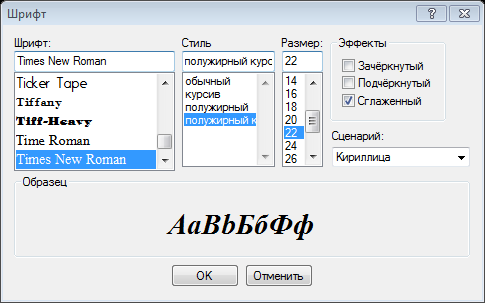 Шрифт
Шрифт: Стиль Размер: Эффекты
Times New Roman полужирный курс 22
Зачёркнутый
Подчёркнутый
Сглаженный
Ticker Tape
Tiffany
Tiff-Heavy
Time Roman
Times New Roman
обычный
курсив
полужирный
полужирный к
14
16
18
20
22
24
26
Сценарий:
Кириллица
Образец
АаВbБбФф
OK Отменить